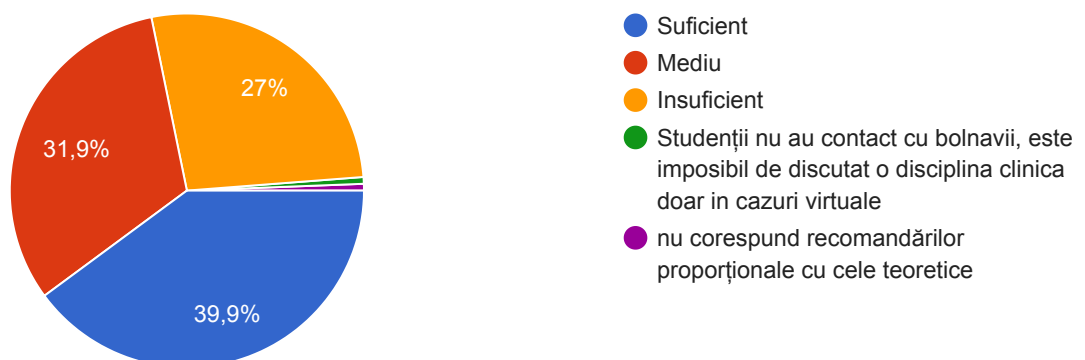 27%
31,9%
39,9%
Suficient
Mediu
Insuficient
Studenții nu au contact cu bolnavii, este
imposibil de discutat o disciplina clinica
doar in cazuri virtuale
nu corespund recomandărilor
proporționale cu cele teoretice